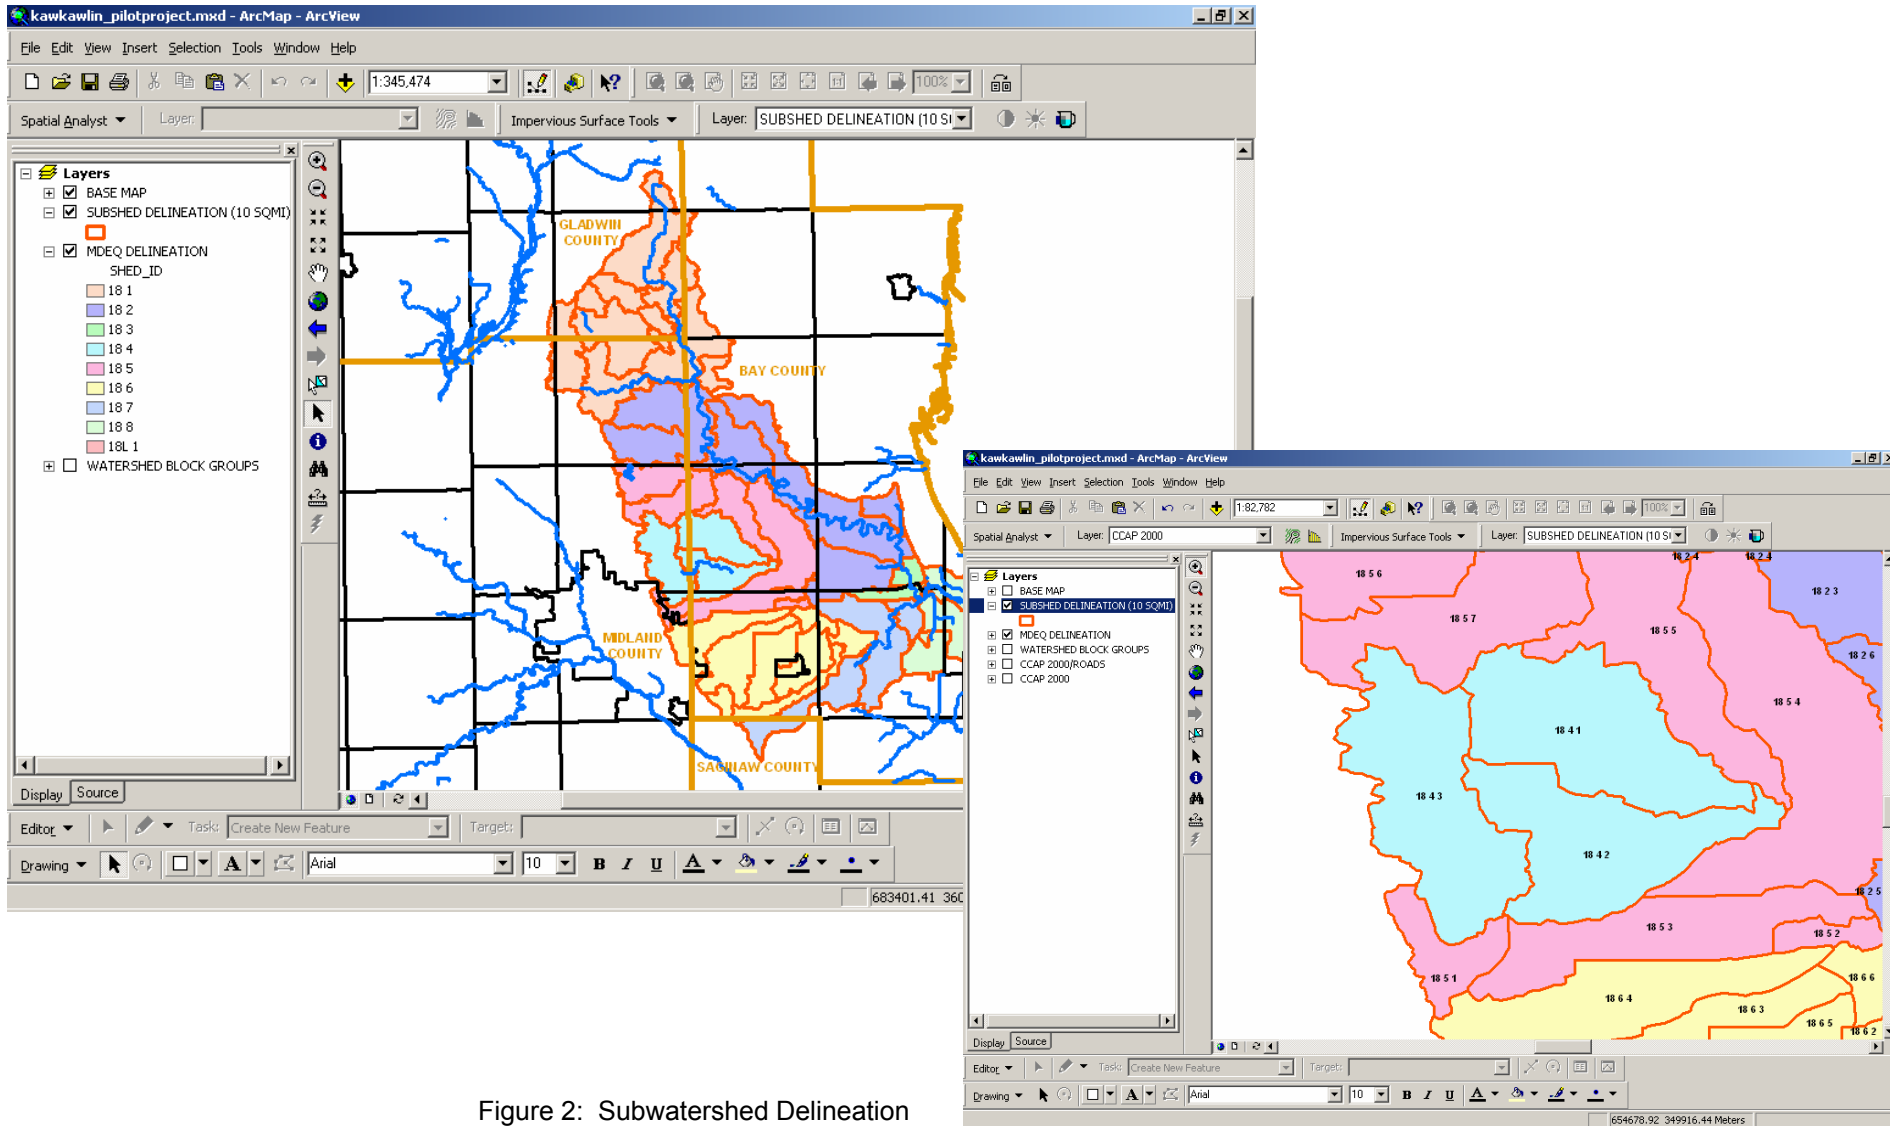 kawkawlin_pilotproject.mxd - ArcMap - ArcView
File Edit View Insert Selection Tools Window Help
1:345,474
100%
Spatial Analyst
Layer:
Impervious Surface Tools
Layer:
SUBSHED DELINEATION (10 S
Layers
BASE MAP
SUBSHED DELINEATION (10 SQMI)
MDEQ DELINEATION
SHED_ID
18 1
18 2
18 3
18 4
18 5
18 6
18 7
18 8
18L 1
WATERSHED BLOCK GROUPS
GLADWIN
COUNTY
BAY COUNTY
MIDLAND
COUNTY
SAGINAW COUNTY
Display Source
Editor
Task:
Create New Feature
Target:
Drawing
A
Arial
10
B I U A
683401.41 360
kawkawlin_pilotproject.mxd - ArcMap - ArcView
File Edit View Insert Selection Tools Window Help
1:82,782
100%
Spatial Analyst
Layer:
CCAP 2000
Impervious Surface Tools
Layer:
SUBSHED DELINEATION (10 S
Layers
BASE MAP
SUBSHED DELINEATION (10 SQMI)
MDEQ DELINEATION
WATERSHED BLOCK GROUPS
CCAP 2000/ROADS
CCAP 2000
18 2 4
18 2 4
18 5 6
18 2 3
18 5 7
18 5 5
18 2 6
18 5 4
18 4 1
18 4 3
18 4 2
18 2 5
18 5 3
18 5 2
18 5 1
18 6 6
18 6 4
18 6 3
18 6 5
18 6 2
Display Source
Editor
Task:
Create New Feature
Target:
Drawing
A
Arial
10
B I U A
654678.92 349916.44 Meters
Figure 2: Subwatershed Delineation